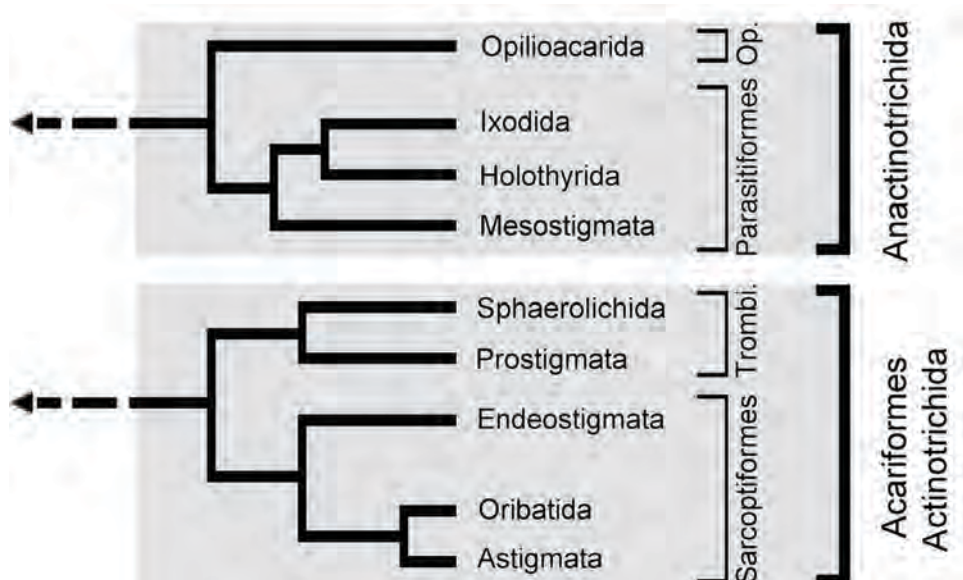 Opilioacarida
Ixodida
Holothyrida
Mesostigmata
Op.
Parasitiformes
Anactinotrichida
Sphaerolichida
Prostigmata
Endeostigmata
Oribatida
Astigmata
Trombi.
Sarcoptiformes
Acariformes
Actinotrichida